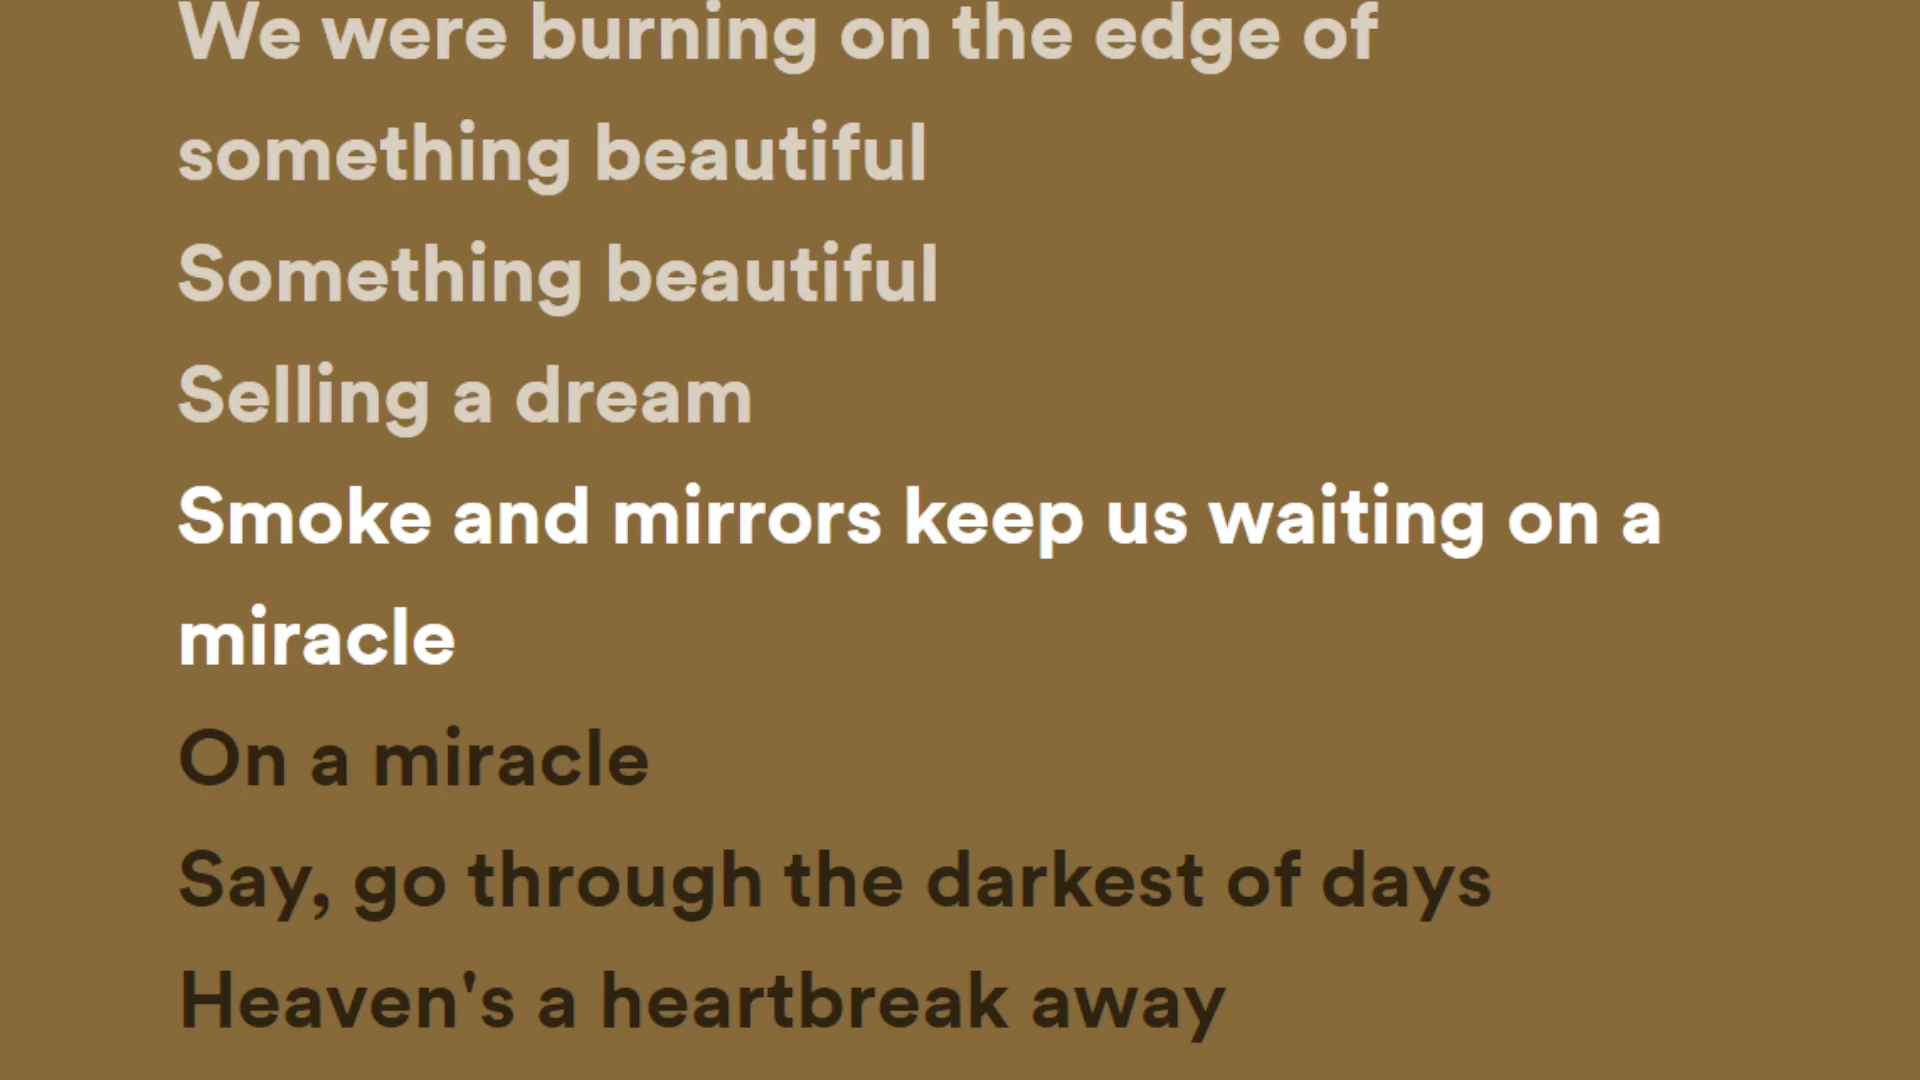 We were burning on the edge of
something beautiful
Something beautiful
Selling a dream
Smoke and mirrors keep us waiting on a
miracle
On a miracle
Say, go through the darkest of days
Heaven's a heartbreak away